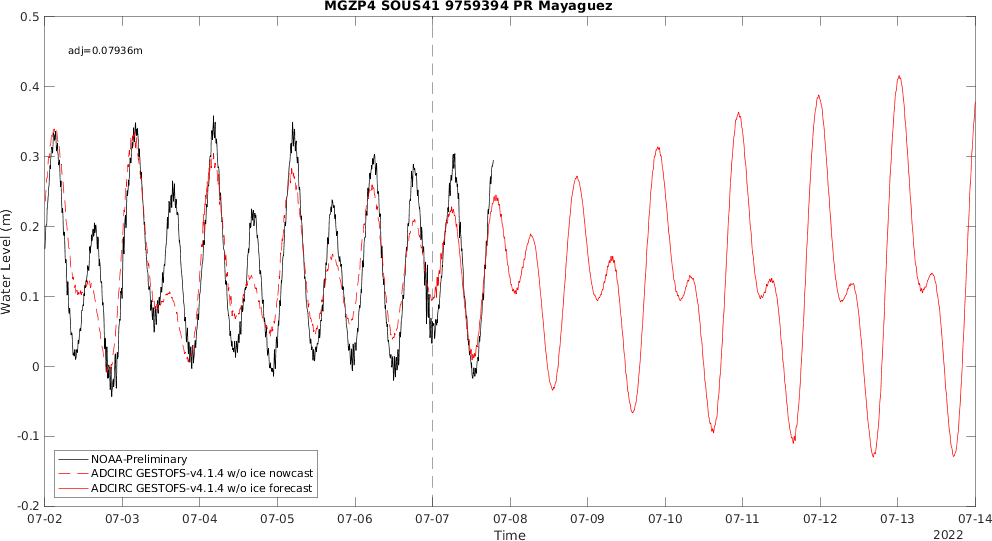 MGZP4 SOUS41 9759394 PR Mayaguez
0.5
adj=0.07936m
0.4
0.3
0.2
0.1
0
-0.1
-0.2
Water Level (m)
NOAA-Preliminary
ADCIRC GESTOFS-v4.1.4 w/o ice nowcast
ADCIRC GESTOFS-v4.1.4 w/o ice forecast
07-02 07-03 07-04 07-05 07-06 07-07 07-08 07-09 07-10 07-11 07-12 07-13 07-14
Time
2022